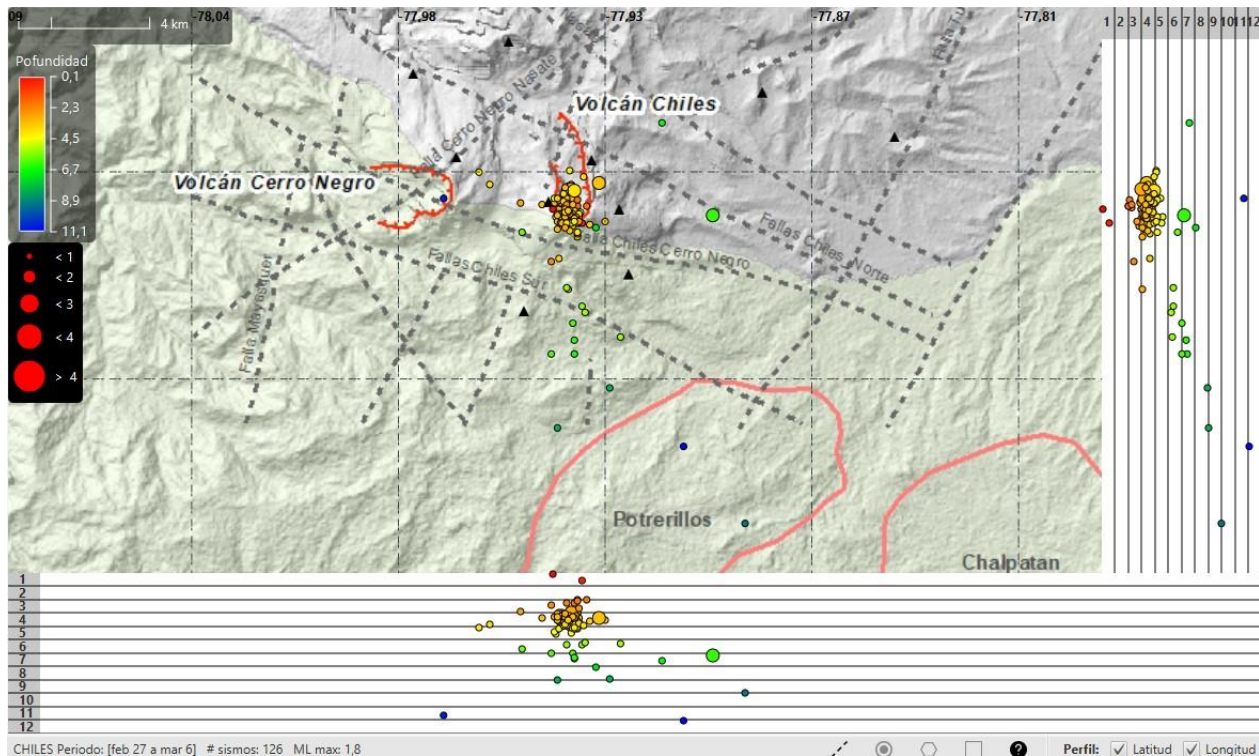 09
-78,04
-77,98
-77,93
-77,87
-77,81
1 2 3 4 5 6 7 8 9 10 11 12
4 km
Pofundidad
0,1
2,3
4,5
6,7
8,9
11,1
< 1
< 2
< 3
< 4
> 4
Volcán Chiles
Falla Cerro Negro Nasate
Volcán Cerro Negro
Falla Chiles Cerro Negro
Fallas Chiles Norte
Fallas Chiles Sur
Falla Mayasquer
Potrerillos
Chalpatan
1
2
3
4
5
6
7
8
9
10
11
12
CHILES Periodo: [feb 27 a mar 6] # sismos: 126 ML max: 1,8
? Perfil: Latitud Longitud